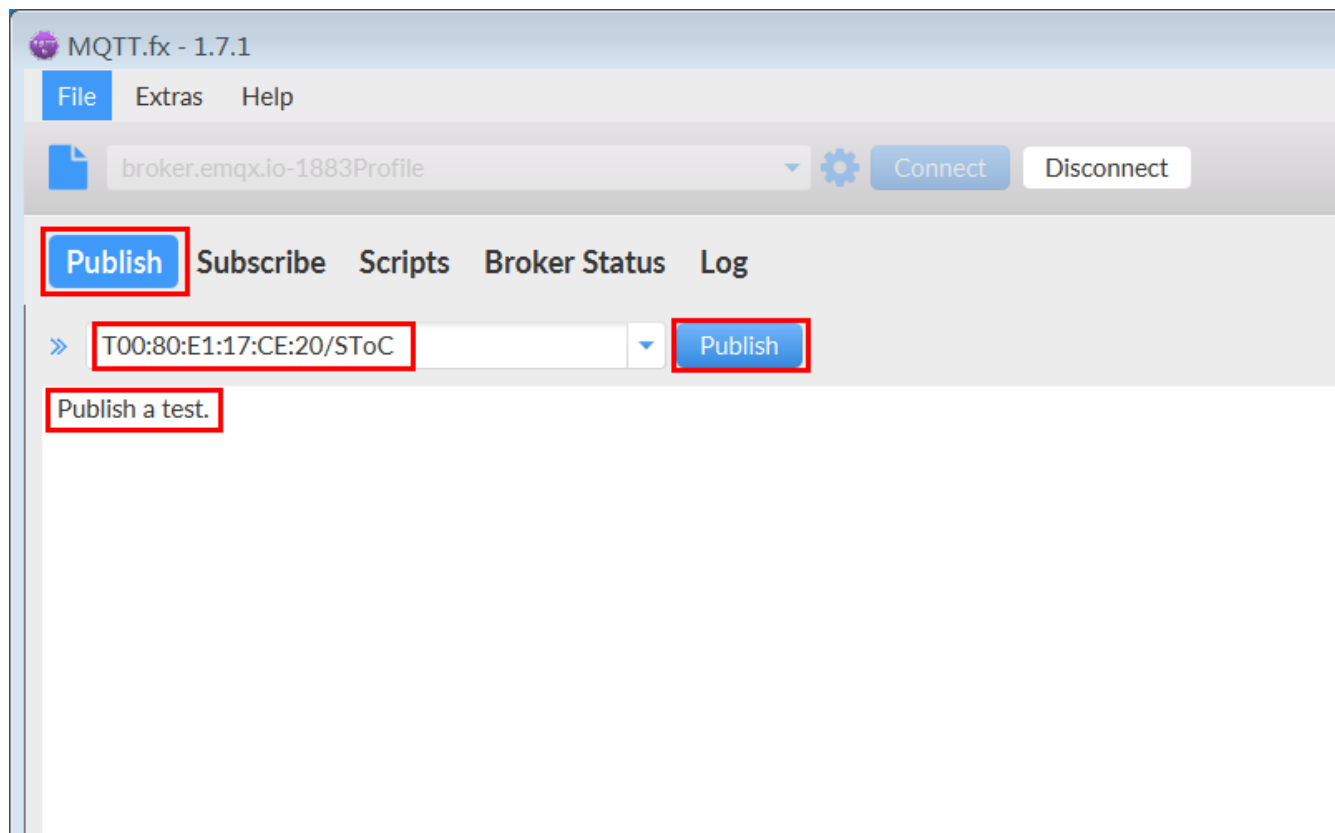 MQTT.fx - 1.7.1
File Extras Help
broker.emqx.io-1883Profile Connect Disconnect
Publish Subscribe Scripts Broker Status Log
T00:80:E1:17:CE:20/SToC Publish
Publish a test.